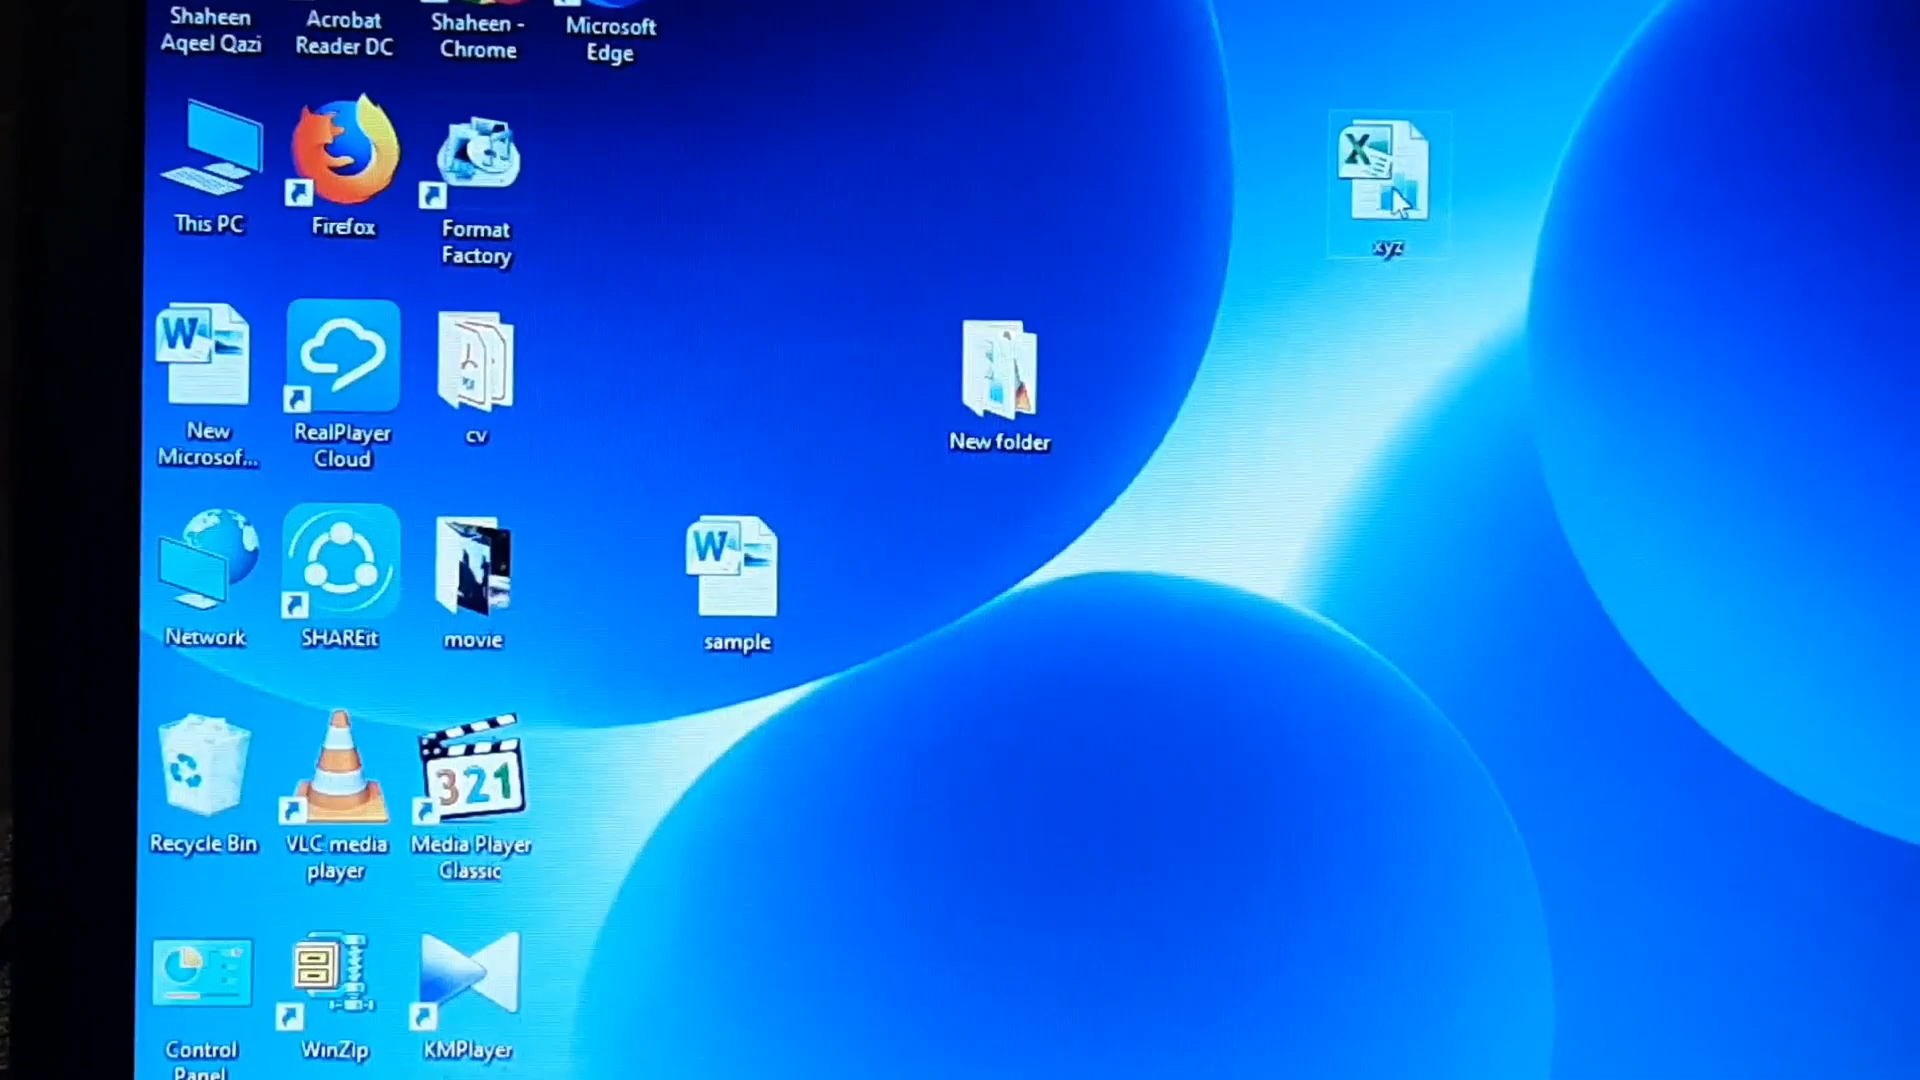 Shaheen
Aqeel Qazi
Acrobat
Reader DC
Shaheen -
Chrome
Microsoft
Edge
This PC
Firefox
Format
Factory
X
xyz
W
New
Microsof...
RealPlayer
Cloud
cv
New folder
Network
SHAREit
movie
W
sample
Recycle Bin
VLC media
player
321
Media Player
Classic
Control
Panel
WinZip
KMPlayer